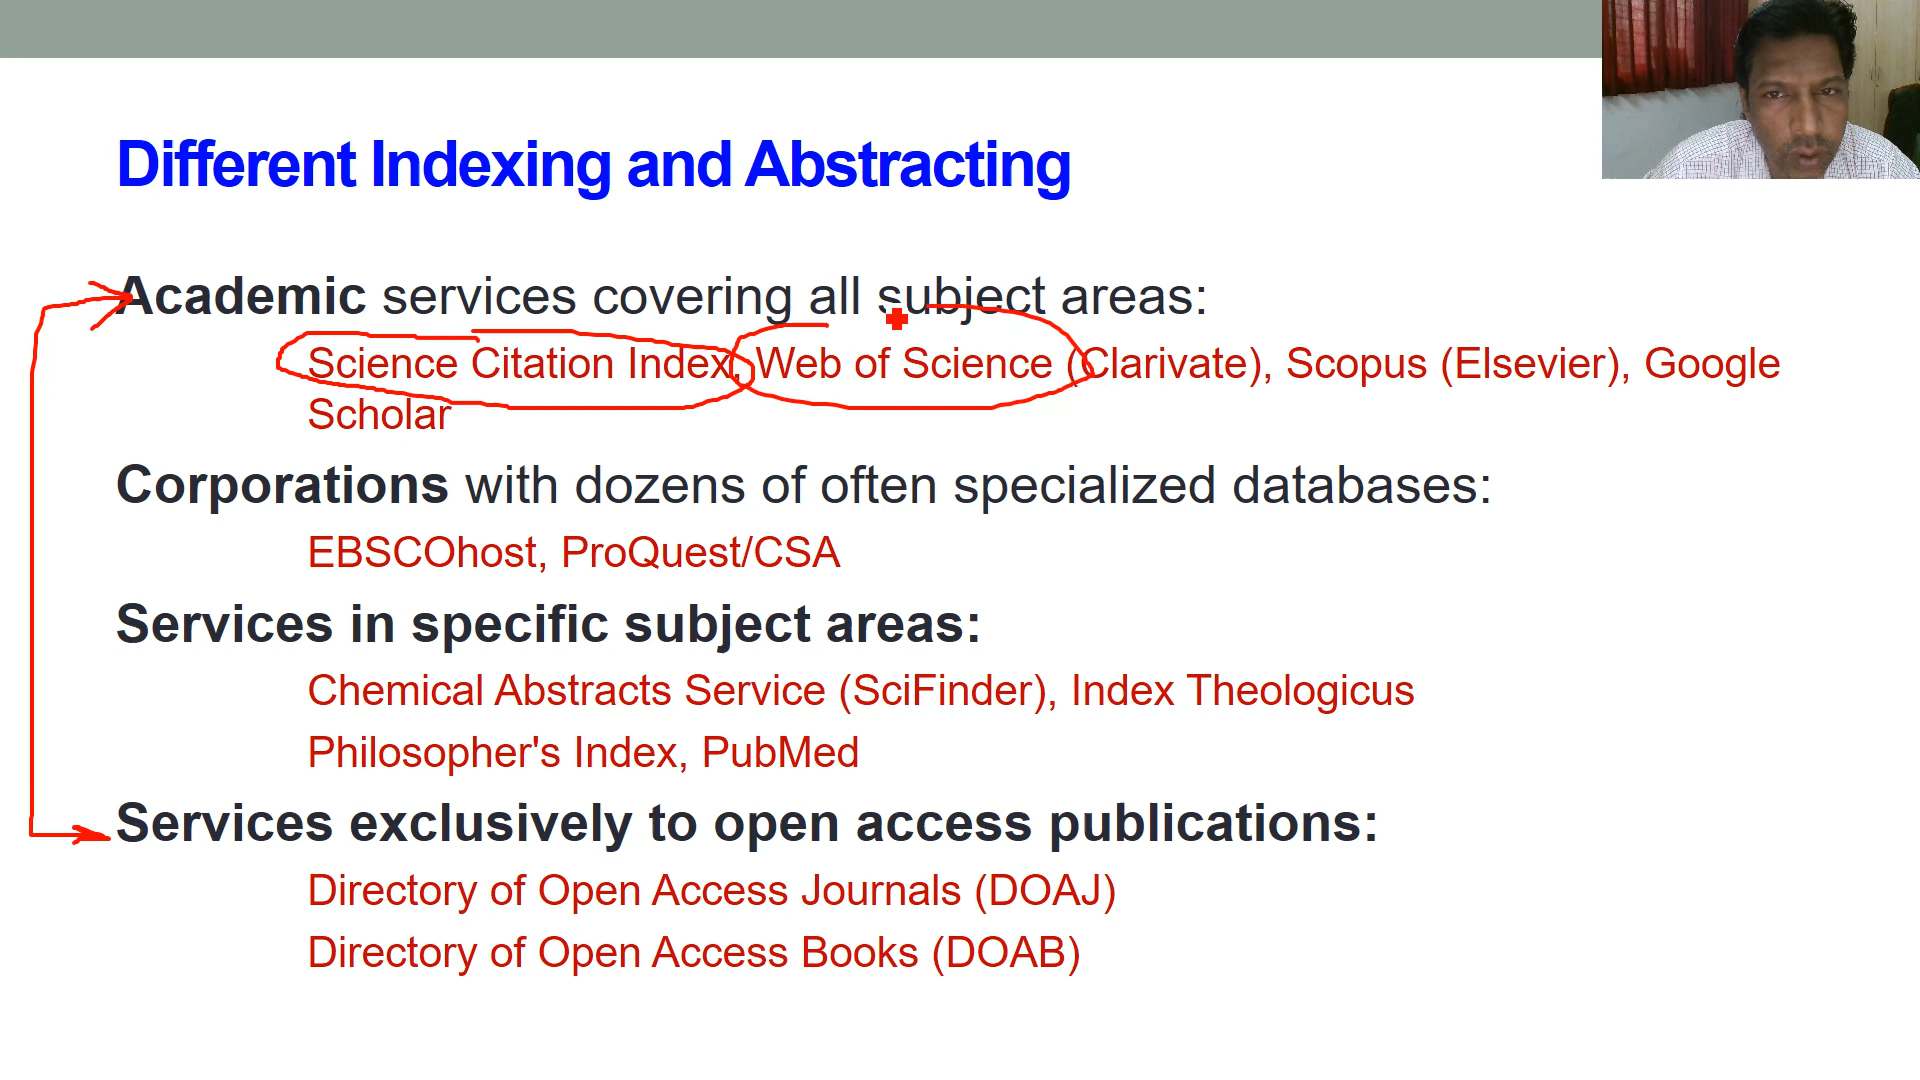 Different Indexing and Abstracting
Academic services covering all subject areas:
Science Citation Index, Web of Science (Clarivate), Scopus (Elsevier), Google
Scholar
Corporations with dozens of often specialized databases:
EBSCOhost, ProQuest/CSA
Services in specific subject areas:
Chemical Abstracts Service (SciFinder), Index Theologicus
Philosopher's Index, PubMed
Services exclusively to open access publications:
Directory of Open Access Journals (DOAJ)
Directory of Open Access Books (DOAB)